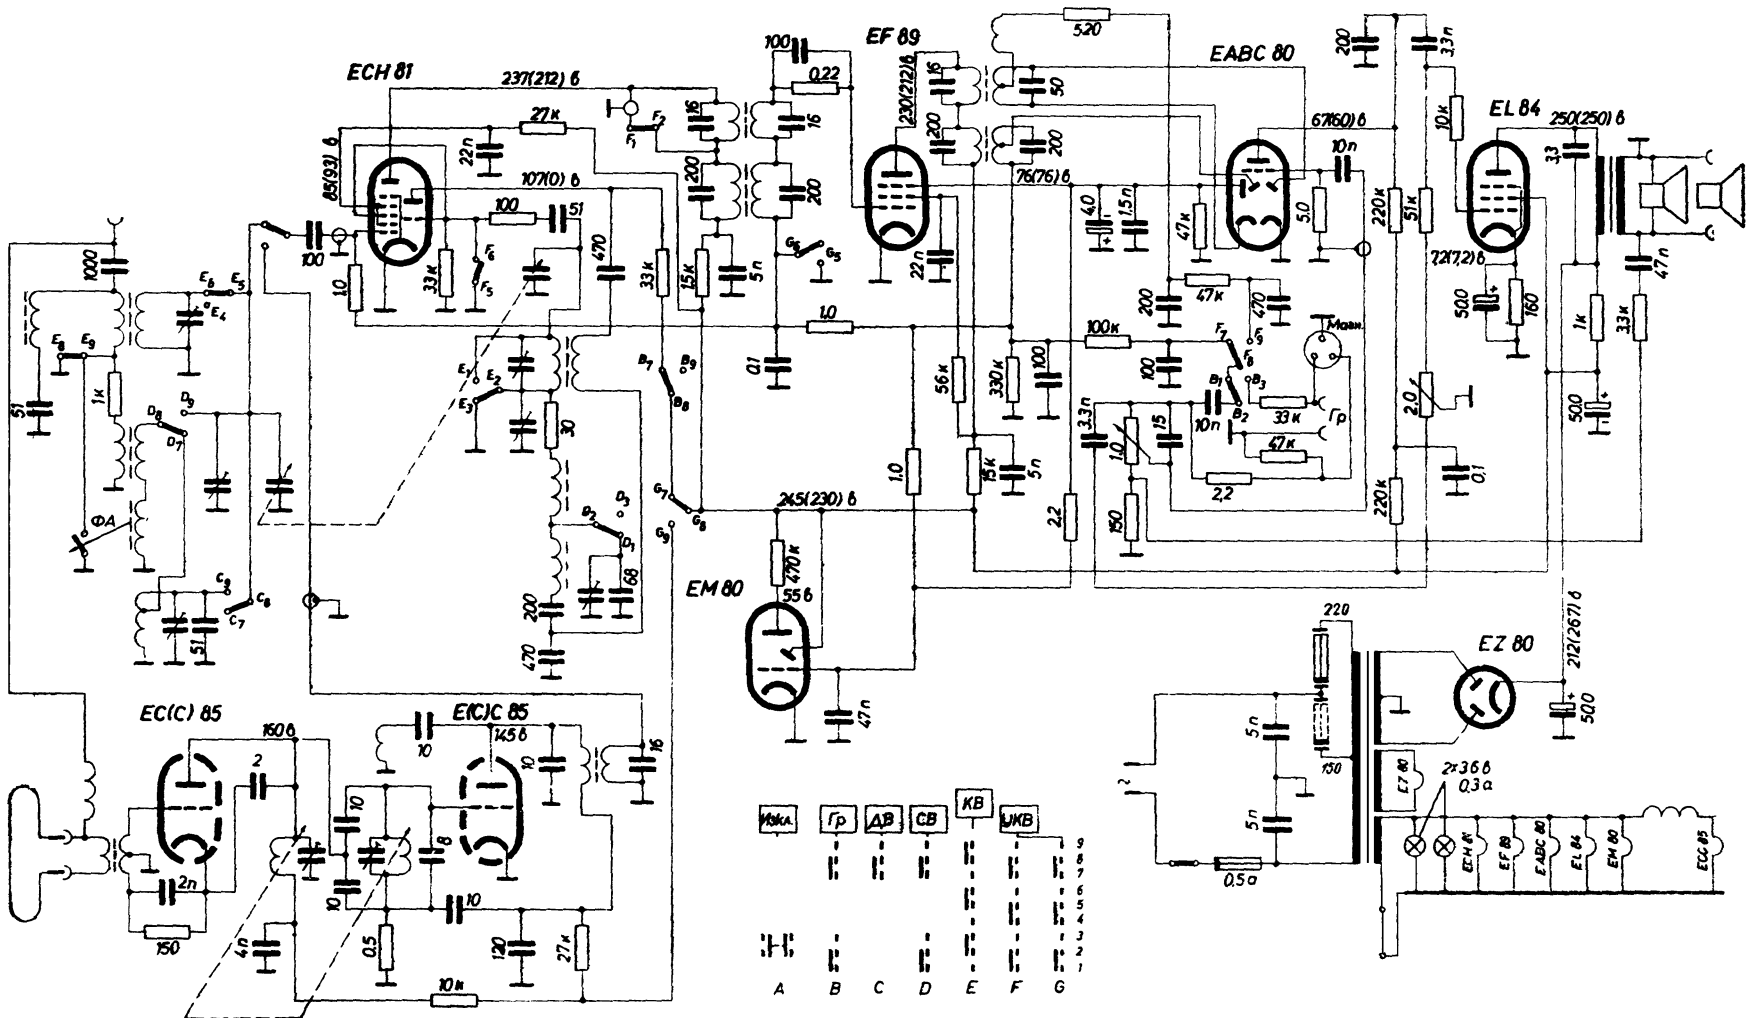 ECH 81
EF 89
EABC 80
EL 84
237(212) в
27к
22п
85(93) в
107(0) в
100
0,22
16
16
200
200
F1
F2
230(212) в
16
50
200
200
520
76(76) в
67(60) в
10п
200
3,3п
10к
250(250) в
3,3
7,2(7,2) в
220к
51к
50,0
160
1к
47п
3,3к
2,0
50,0
0,1
220к
1000
100
1,0
33к
100
51
470
F6
F5
33к
15к
5п
G6
G5
1,0
0,1
22п
4,0
1,5п
47к
5,0
200
47к
470
Магн.
F7
F9
F8
100к
100
B1
B3
B2
33к
Гр
47к
2,2
10п
15
1,0
3,3п
150
56к
330к
100
15к
5п
1,0
2,2
E6
E5
E4
E8
E9
51
1к
D9
D8
D7
ФА
C9
C8
C7
51
E1
E2
E3
30
D3
D2
D1
68
200
470
B7
B9
B8
G7
G8
G9
245(230) в
470к
55 в
EM 80
47п
EC(C) 85
160 в
2
2п
150
4п
E(C)C 85
145 в
10
10
16
10
10
8
10
0,5
120
27к
10к
Изкл.
Гр
ДВ
СВ
КВ
УКВ
9
8
7
6
5
4
3
2
1
A
B
C
D
E
F
G
220
150
5п
5п
0,5а
EZ 80
212(267) в
50,0
EZ 80
2×3,6 в
0,3а
ECH 81
EF 89
EABC 80
EL 84
EM 80
ECC 85